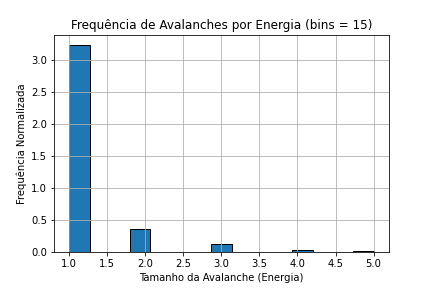 Frequência de Avalanches por Energia (bins = 15)
Frequência Normalizada
3.0
2.5
2.0
1.5
1.0
0.5
0.0
1.0 1.5 2.0 2.5 3.0 3.5 4.0 4.5 5.0
Tamanho da Avalanche (Energia)